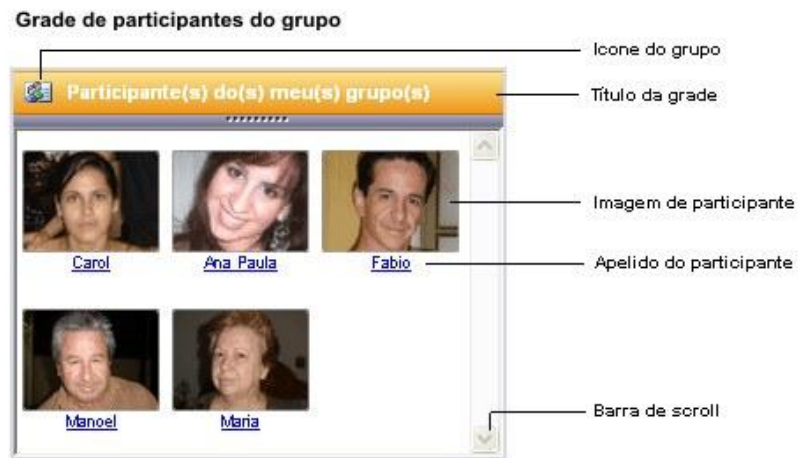 Grade de participantes do grupo
Icone do grupo
Participante(s) do(s) meu(s) grupo(s)
Título da grade
Imagem de participante
Carol
Ana Paula
Fabio
Apelido do participante
Manoel
Maria
Barra de scroll